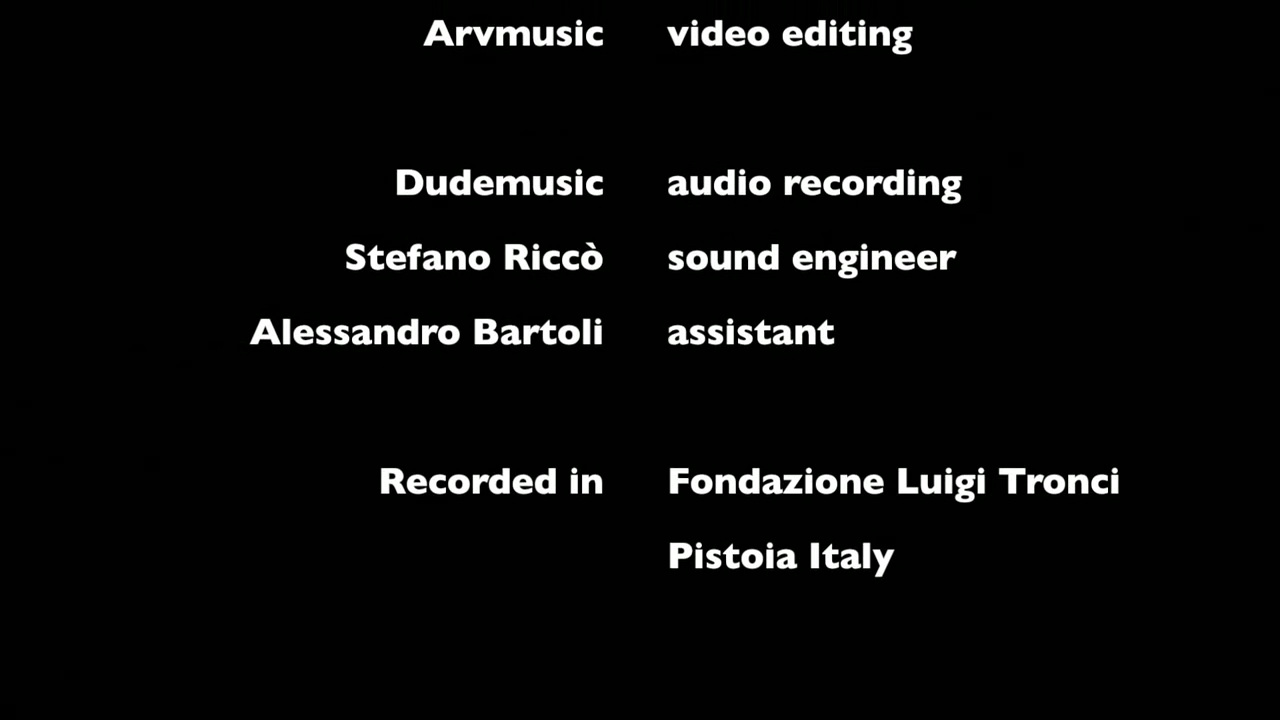 Arvmusic video editing
Dudemusic audio recording
Stefano Riccò sound engineer
Alessandro Bartoli assistant
Recorded in Fondazione Luigi Tronci
Pistoia Italy